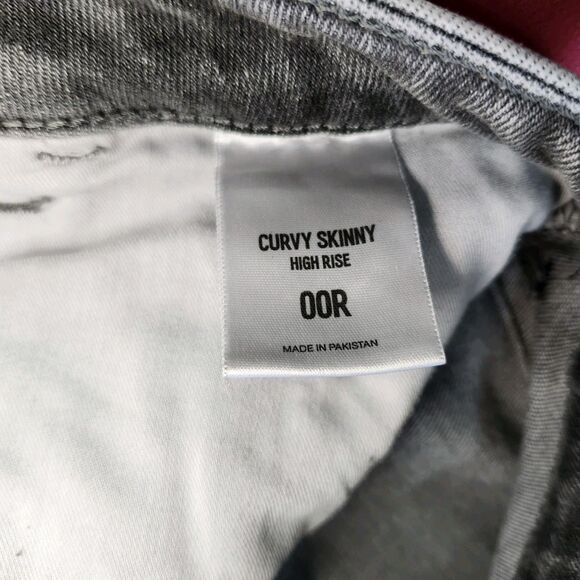 CURVY SKINNY
HIGH RISE
00R
MADE IN PAKISTAN